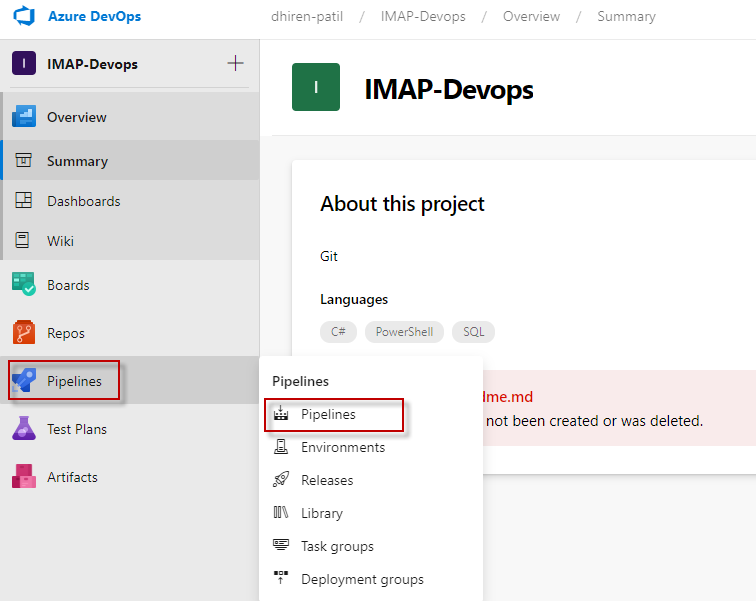 Azure DevOps
dhiren-patil / IMAP-Devops / Overview / Summary
I IMAP-Devops +
Overview
Summary
Dashboards
Wiki
Boards
Repos
Pipelines
Test Plans
Artifacts
I IMAP-Devops
About this project
Git
Languages
C# PowerShell SQL
dme.md
not been created or was deleted.
Pipelines
Pipelines
Environments
Releases
Library
Task groups
Deployment groups